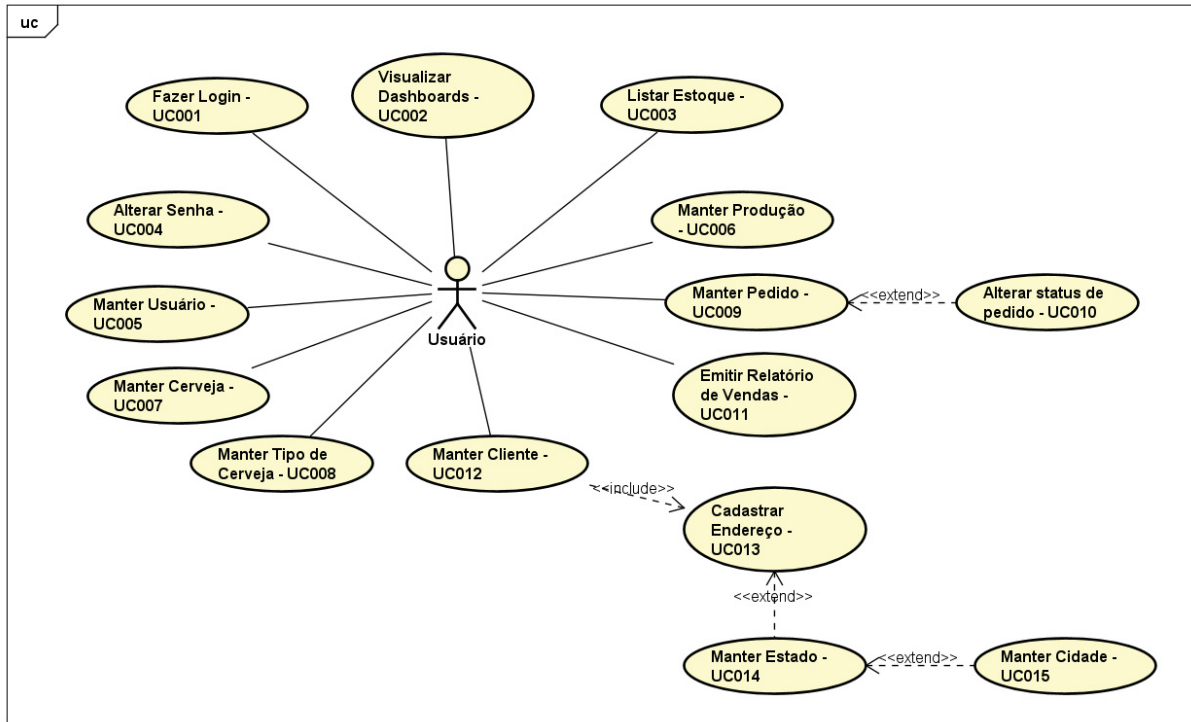 uc
Fazer Login -
UC001
Visualizar
Dashboards -
UC002
Listar Estoque -
UC003
Alterar Senha -
UC004
Manter Produção
- UC006
Manter Usuário -
UC005
Usuário
Manter Pedido -
UC009
<<extend>>
Alterar status de
pedido - UC010
Manter Cerveja -
UC007
Emitir Relatório
de Vendas -
UC011
Manter Tipo de
Cerveja - UC008
Manter Cliente -
UC012
<<include>>
Cadastrar
Endereço -
UC013
<<extend>>
Manter Estado -
UC014
<<extend>>
Manter Cidade -
UC015